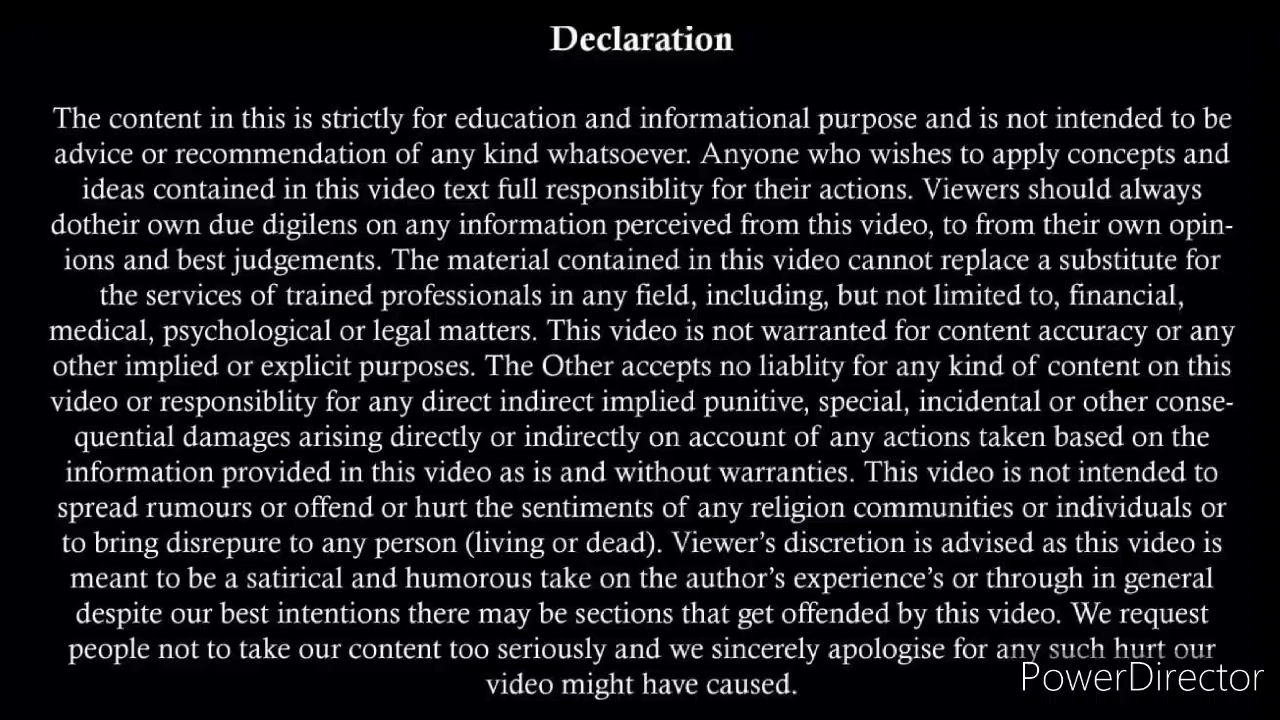 Declaration
The content in this is strictly for education and informational purpose and is not intended to be
advice or recommendation of any kind whatsoever. Anyone who wishes to apply concepts and
ideas contained in this video text full responsiblity for their actions. Viewers should always
dotheir own due digilens on any information perceived from this video, to from their own opin-
ions and best judgements. The material contained in this video cannot replace a substitute for
the services of trained professionals in any field, including, but not limited to, financial,
medical, psychological or legal matters. This video is not warranted for content accuracy or any
other implied or explicit purposes. The Other accepts no liablity for any kind of content on this
video or responsiblity for any direct indirect implied punitive, special, incidental or other conse-
quential damages arising directly or indirectly on account of any actions taken based on the
information provided in this video as is and without warranties. This video is not intended to
spread rumours or offend or hurt the sentiments of any religion communities or individuals or
to bring disrepure to any person (living or dead). Viewer's discretion is advised as this video is
meant to be a satirical and humorous take on the author's experience's or through in general
despite our best intentions there may be sections that get offended by this video. We request
people not to take our content too seriously and we sincerely apologise for any such hurt our
video might have caused.
PowerDirector